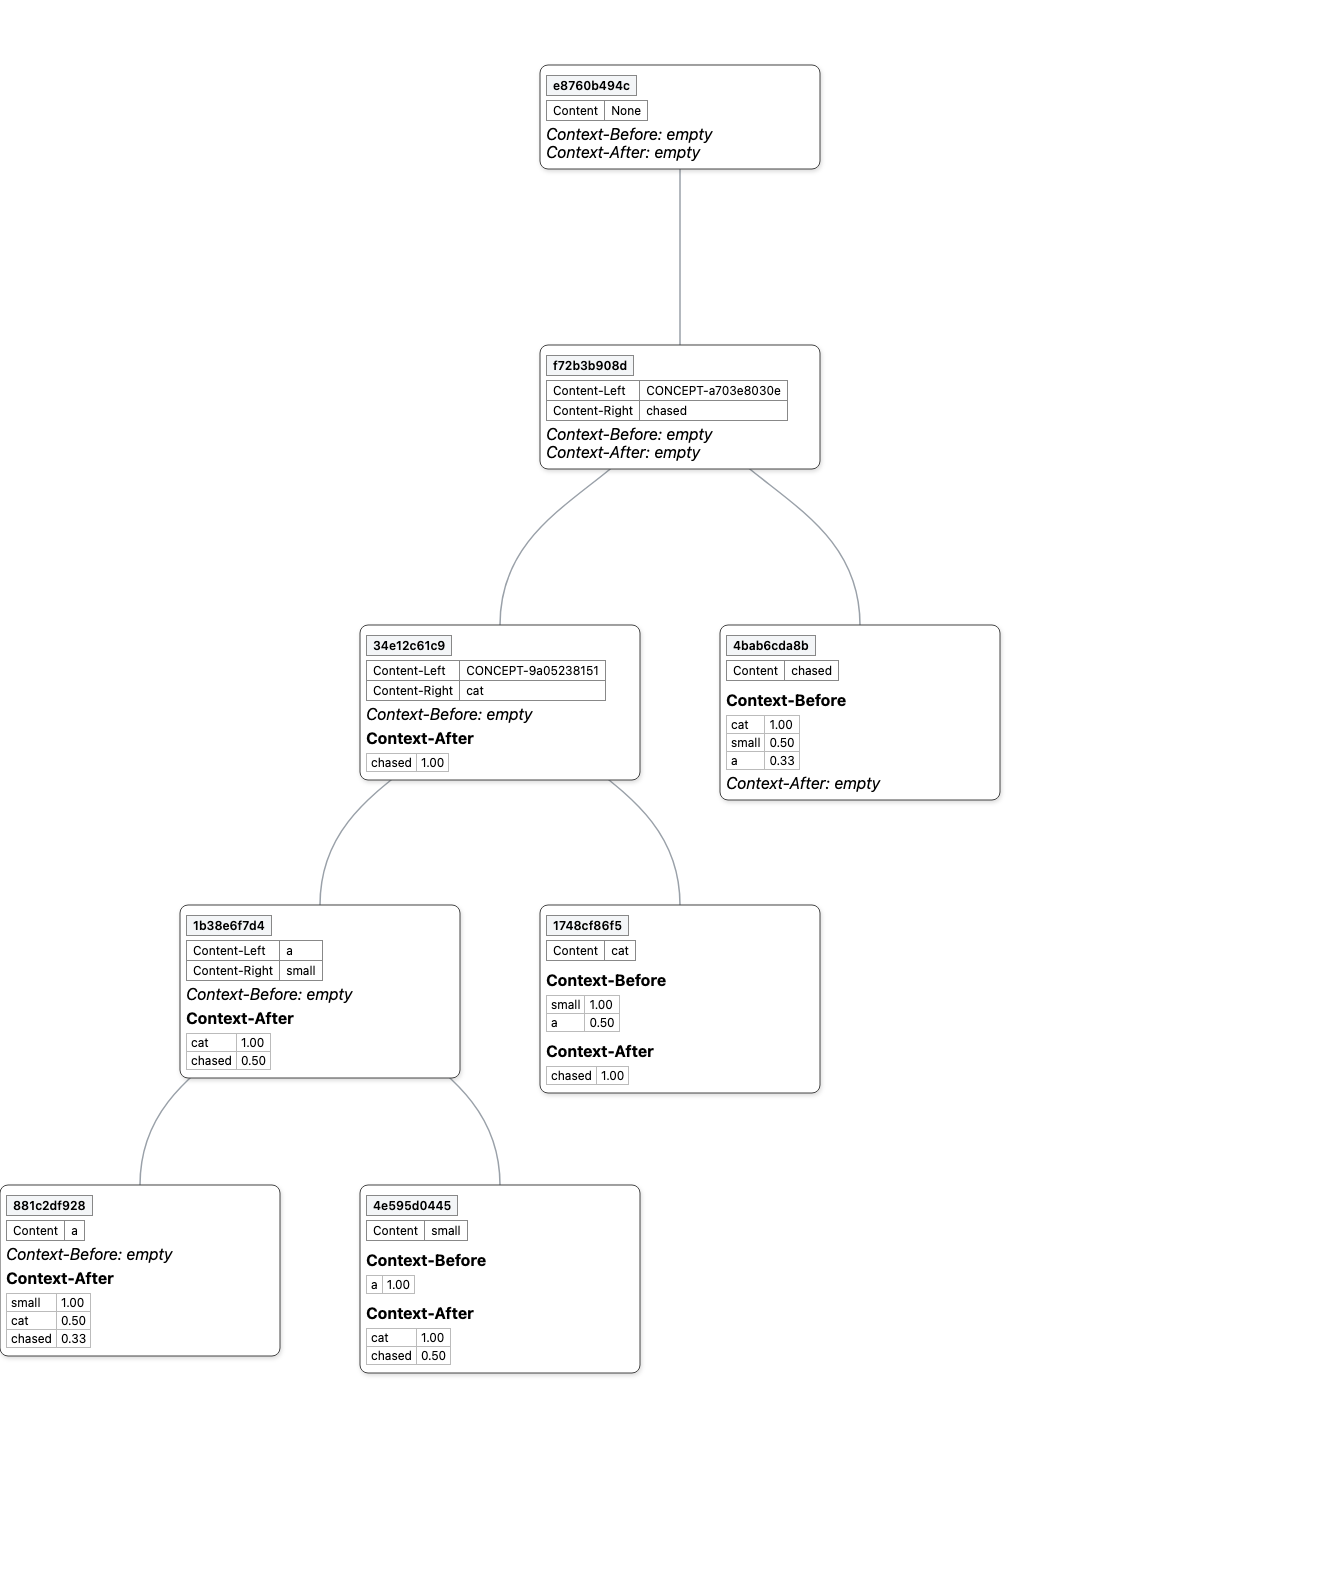 e8760b494c
Content None
Context-Before: empty
Context-After: empty
f72b3b908d
Content-Left CONCEPT-a703e8030e
Content-Right chased
Context-Before: empty
Context-After: empty
34e12c61c9
Content-Left CONCEPT-9a05238151
Content-Right cat
Context-Before: empty
Context-After
chased 1.00
4bab6cda8b
Content chased
Context-Before
cat 1.00
small 0.50
a 0.33
Context-After: empty
1b38e6f7d4
Content-Left a
Content-Right small
Context-Before: empty
Context-After
cat 1.00
chased 0.50
1748cf86f5
Content cat
Context-Before
small 1.00
a 0.50
Context-After
chased 1.00
881c2df928
Content a
Context-Before: empty
Context-After
small 1.00
cat 0.50
chased 0.33
4e595d0445
Content small
Context-Before
a 1.00
Context-After
cat 1.00
chased 0.50